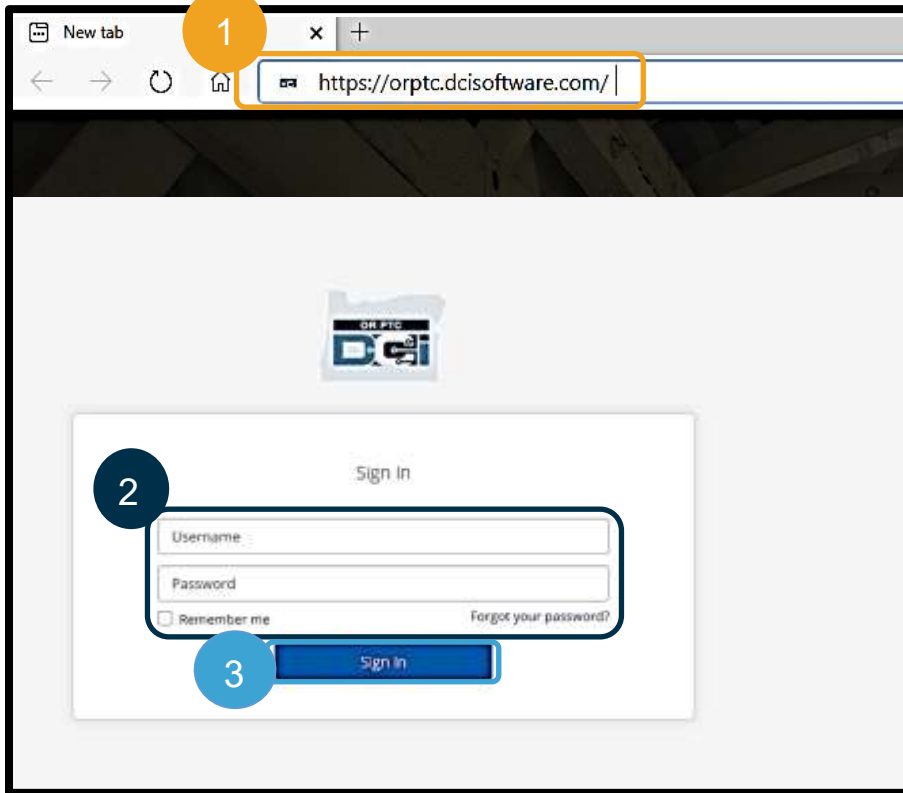 1
New tab
https://orptc.dcisoftware.com/
OR PTC
DCi
Sign In
2
Username
Password
Remember me Forgot your password?
3
Sign In